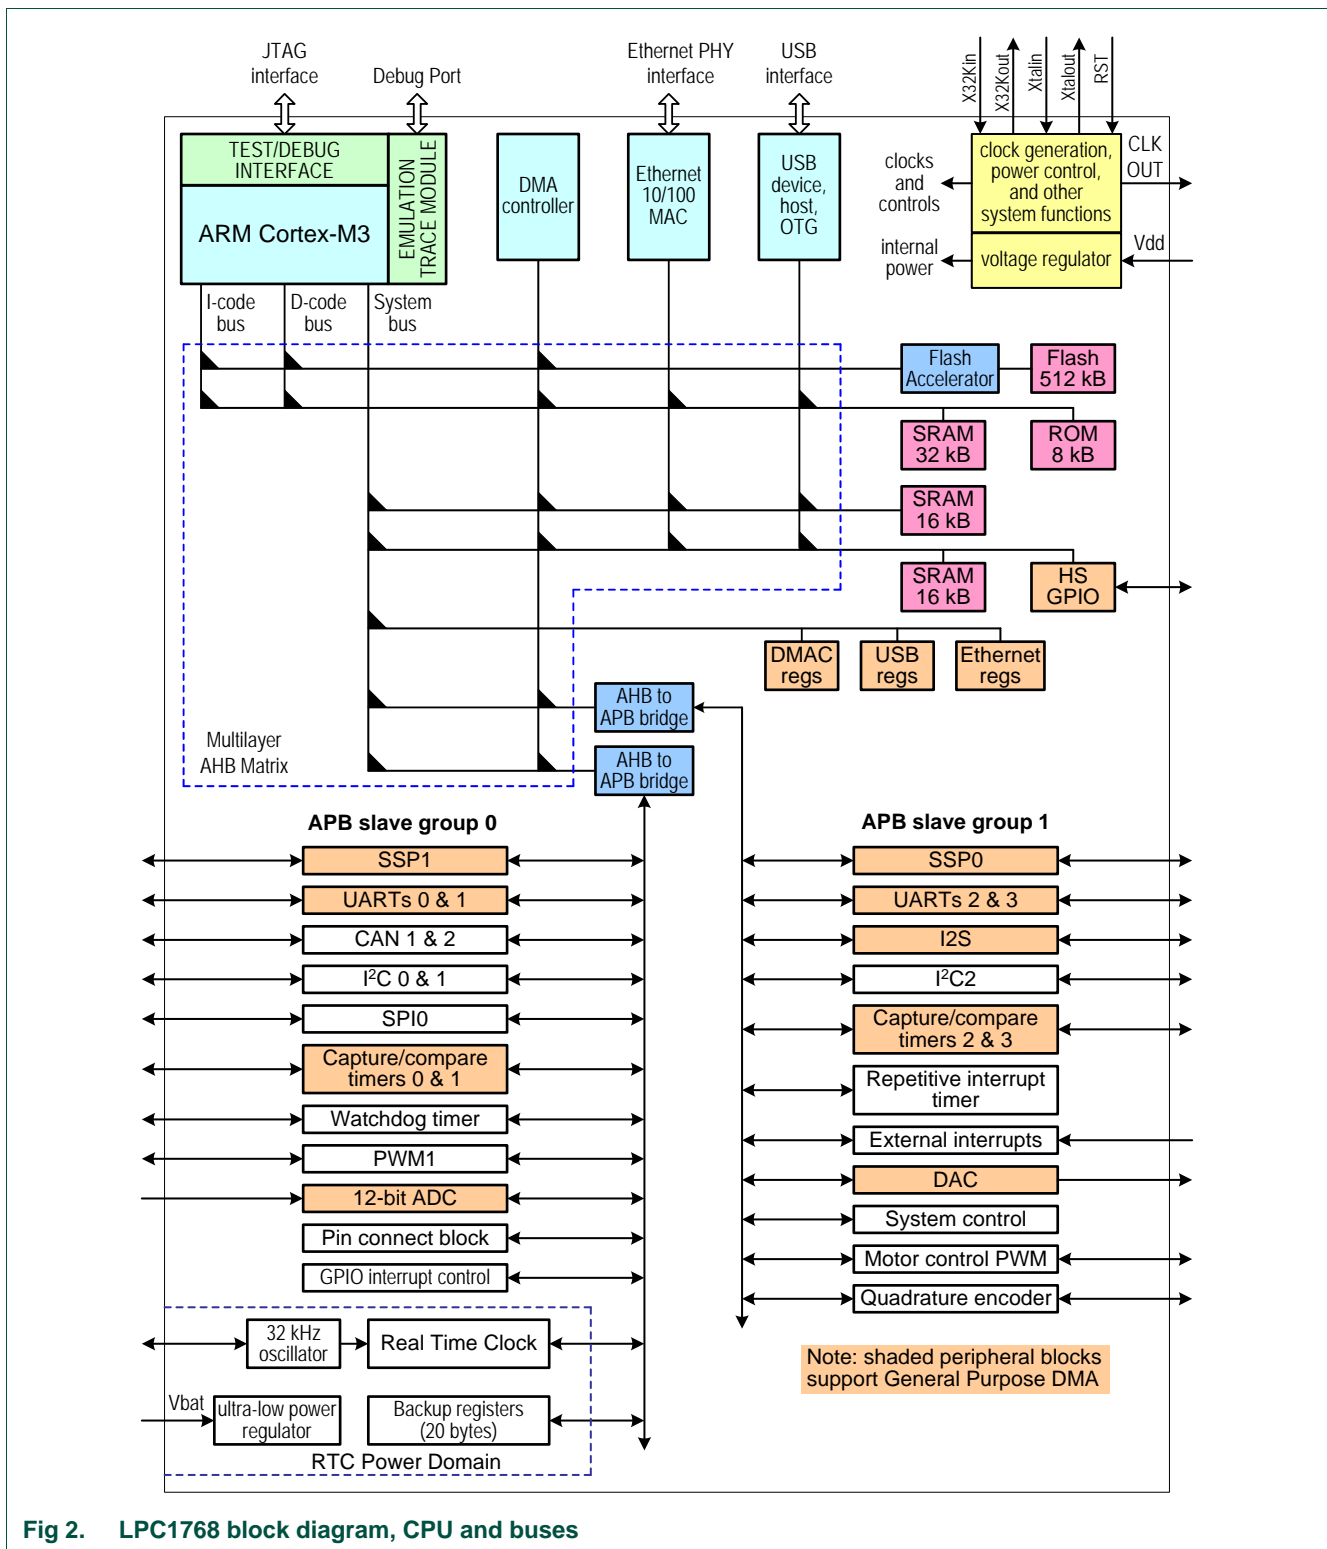 JTAG
interface
Debug Port
Ethernet PHY
interface
USB
interface
X32Kin
X32Kout
Xtalin
Xtalout
RST
TEST/DEBUG
INTERFACE
ARM Cortex-M3
EMULATION
TRACE MODULE
DMA
controller
Ethernet
10/100
MAC
USB
device,
host,
OTG
clocks
and
controls
clock generation,
power control,
and other
system functions
CLK
OUT
internal
power
voltage regulator
Vdd
I-code
bus
D-code
bus
System
bus
Flash
Accelerator
Flash
512 kB
SRAM
32 kB
ROM
8 kB
SRAM
16 kB
SRAM
16 kB
HS
GPIO
DMAC
regs
USB
regs
Ethernet
regs
AHB to
APB bridge
Multilayer
AHB Matrix
AHB to
APB bridge
APB slave group 0
SSP1
UARTs 0 & 1
CAN 1 & 2
I²C 0 & 1
SPI0
Capture/compare
timers 0 & 1
Watchdog timer
PWM1
12-bit ADC
Pin connect block
GPIO interrupt control
32 kHz
oscillator
Real Time Clock
Vbat
ultra-low power
regulator
Backup registers
(20 bytes)
RTC Power Domain
APB slave group 1
SSP0
UARTs 2 & 3
I2S
I²C2
Capture/compare
timers 2 & 3
Repetitive interrupt
timer
External interrupts
DAC
System control
Motor control PWM
Quadrature encoder
Note: shaded peripheral blocks
support General Purpose DMA
Fig 2. LPC1768 block diagram, CPU and buses